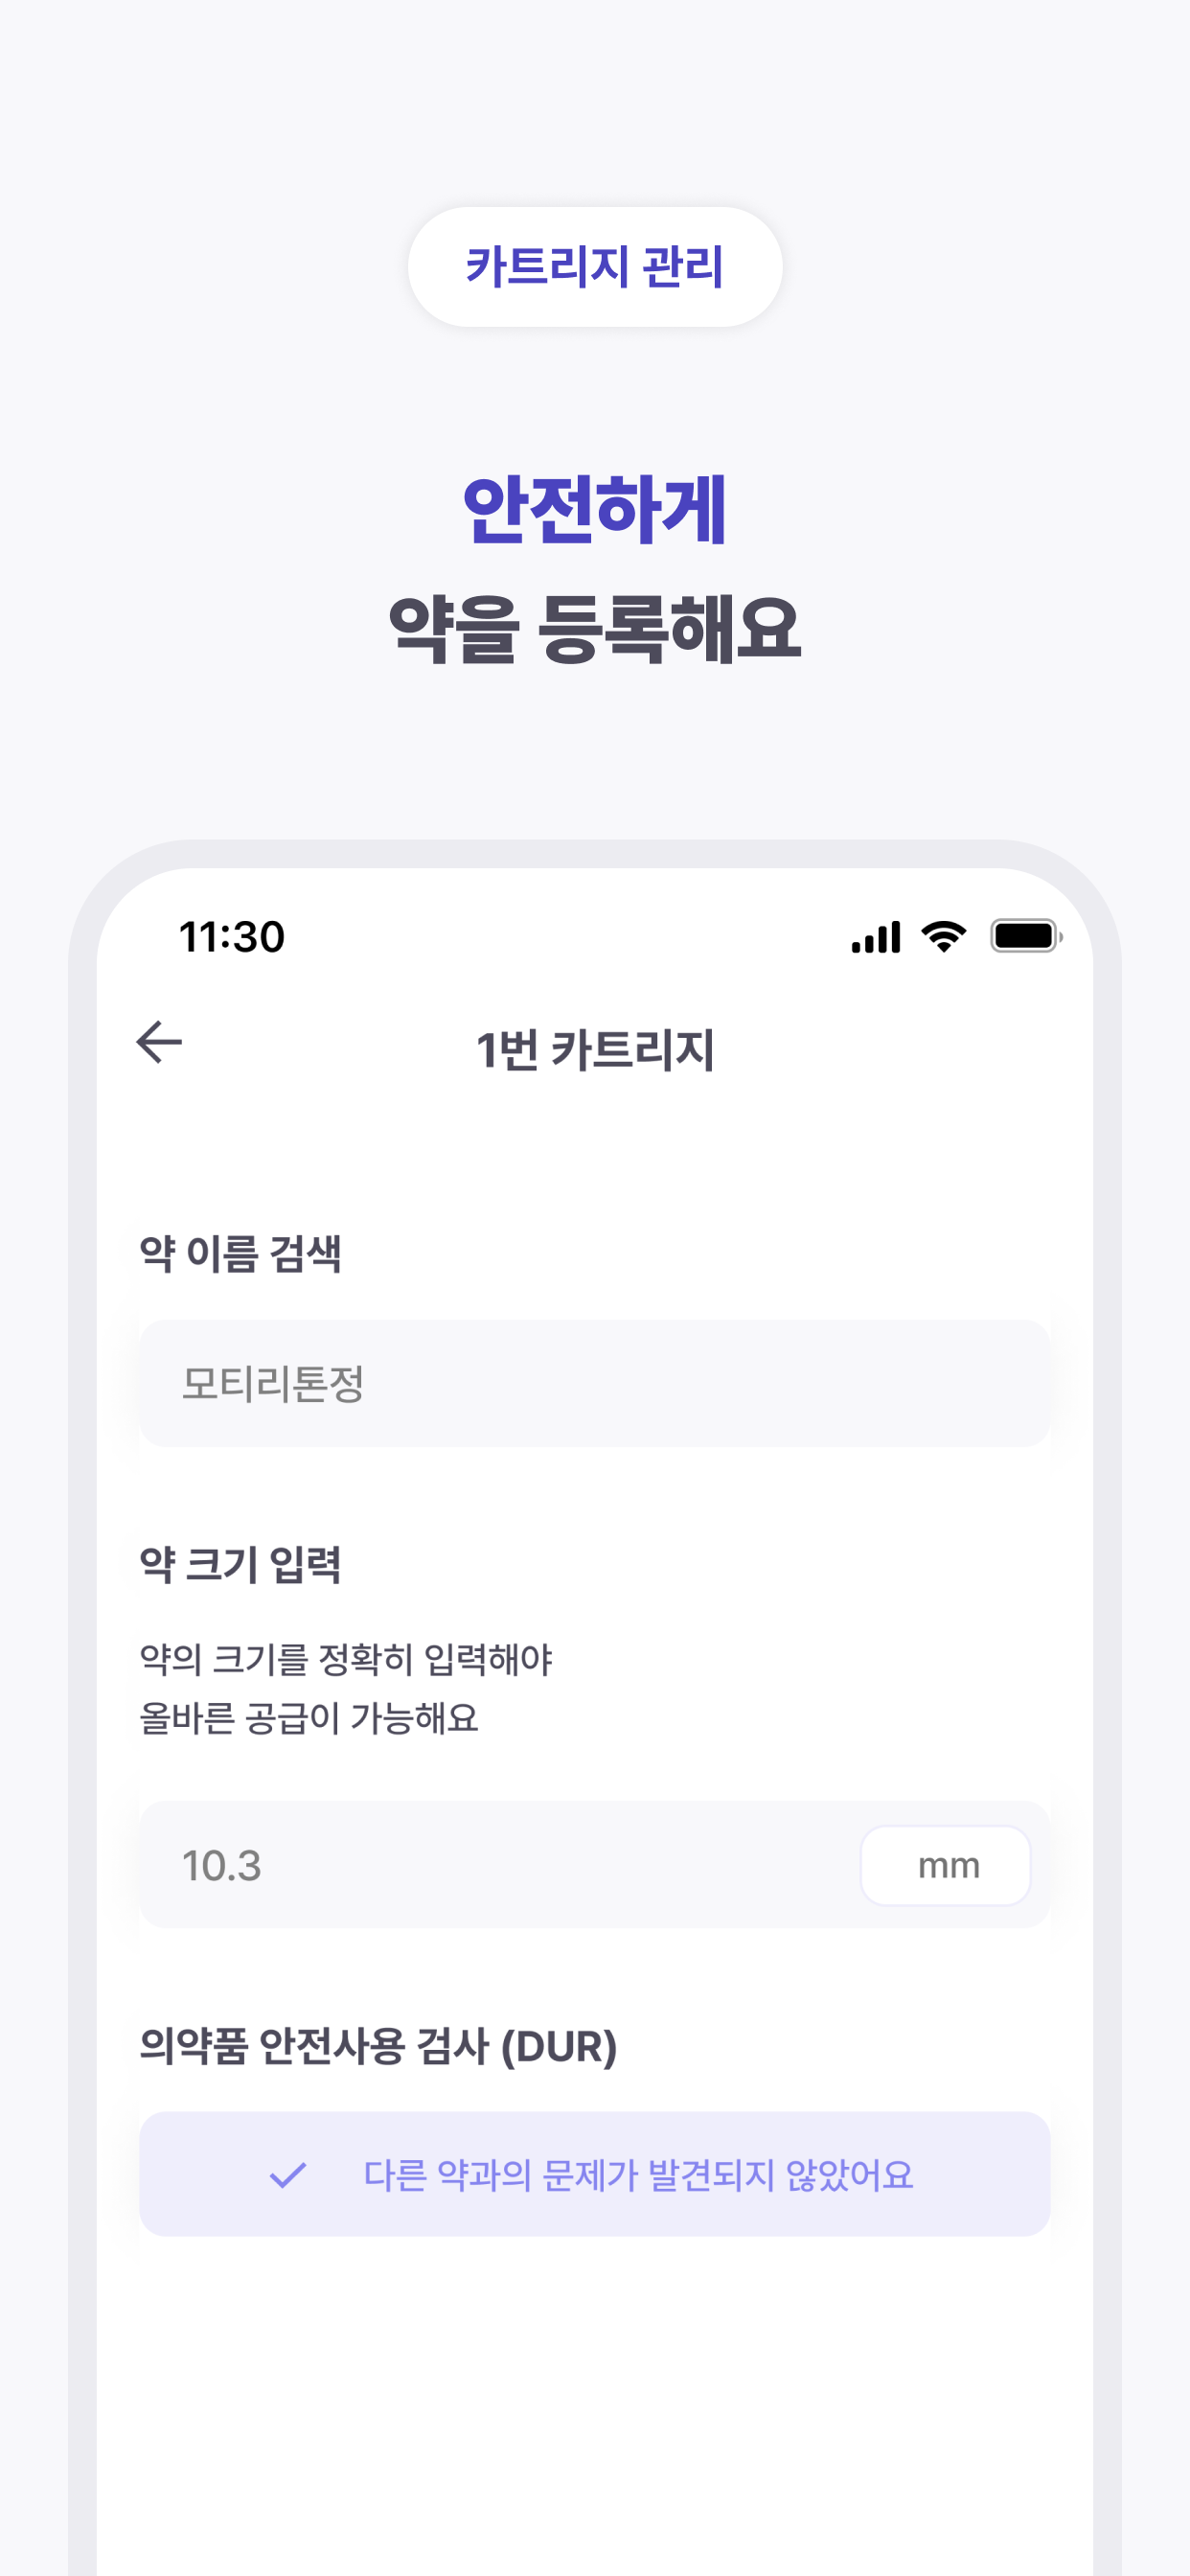 카트리지 관리
안전하게
약을 등록해요
11:30
1번 카트리지
약 이름 검색
모티리톤정
약 크기 입력
약의 크기를 정확히 입력해야
올바른 공급이 가능해요
10.3 mm
의약품 안전사용 검사 (DUR)
다른 약과의 문제가 발견되지 않았어요